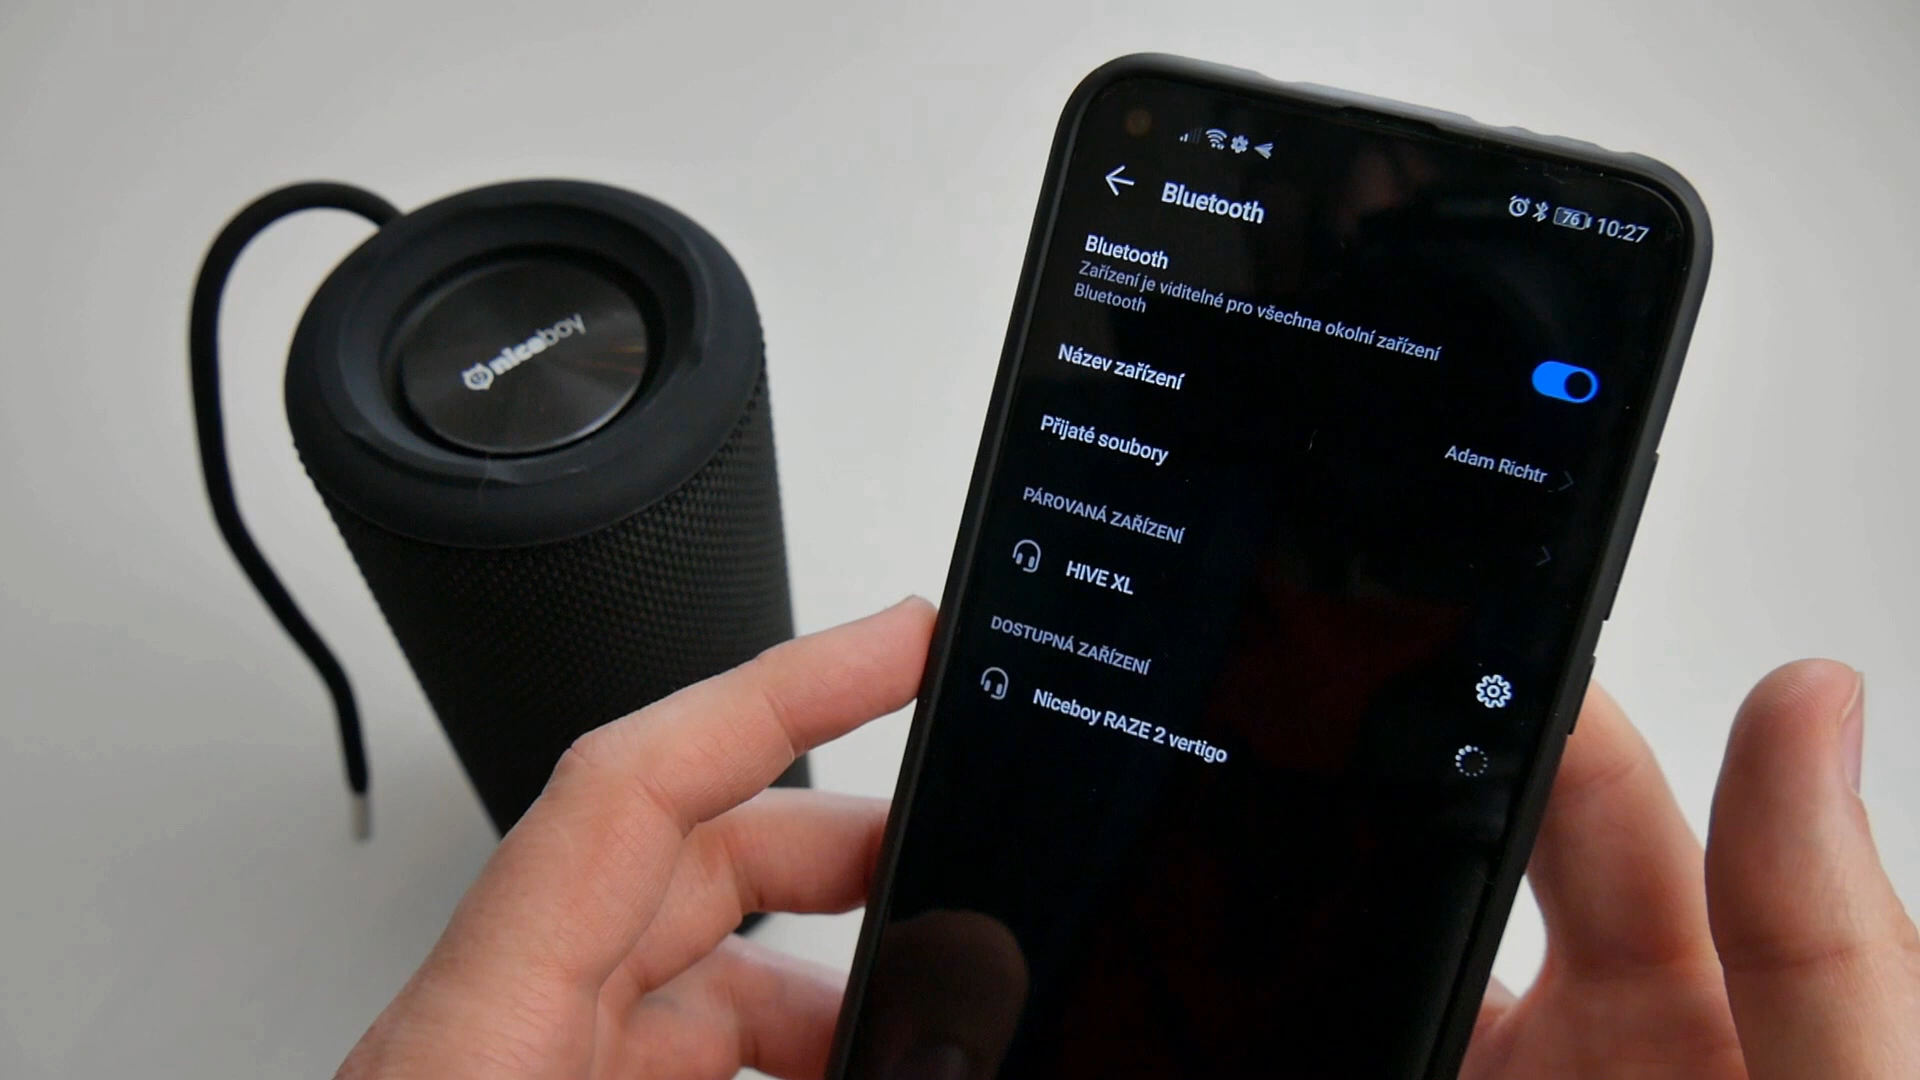 niceboy
76 10:27
Bluetooth
Bluetooth
Zařízení je viditelné pro všechna okolní zařízení
Bluetooth
Název zařízení
Adam Richtr
Přijaté soubory
PÁROVANÁ ZAŘÍZENÍ
HIVE XL
DOSTUPNÁ ZAŘÍZENÍ
Niceboy RAZE 2 vertigo